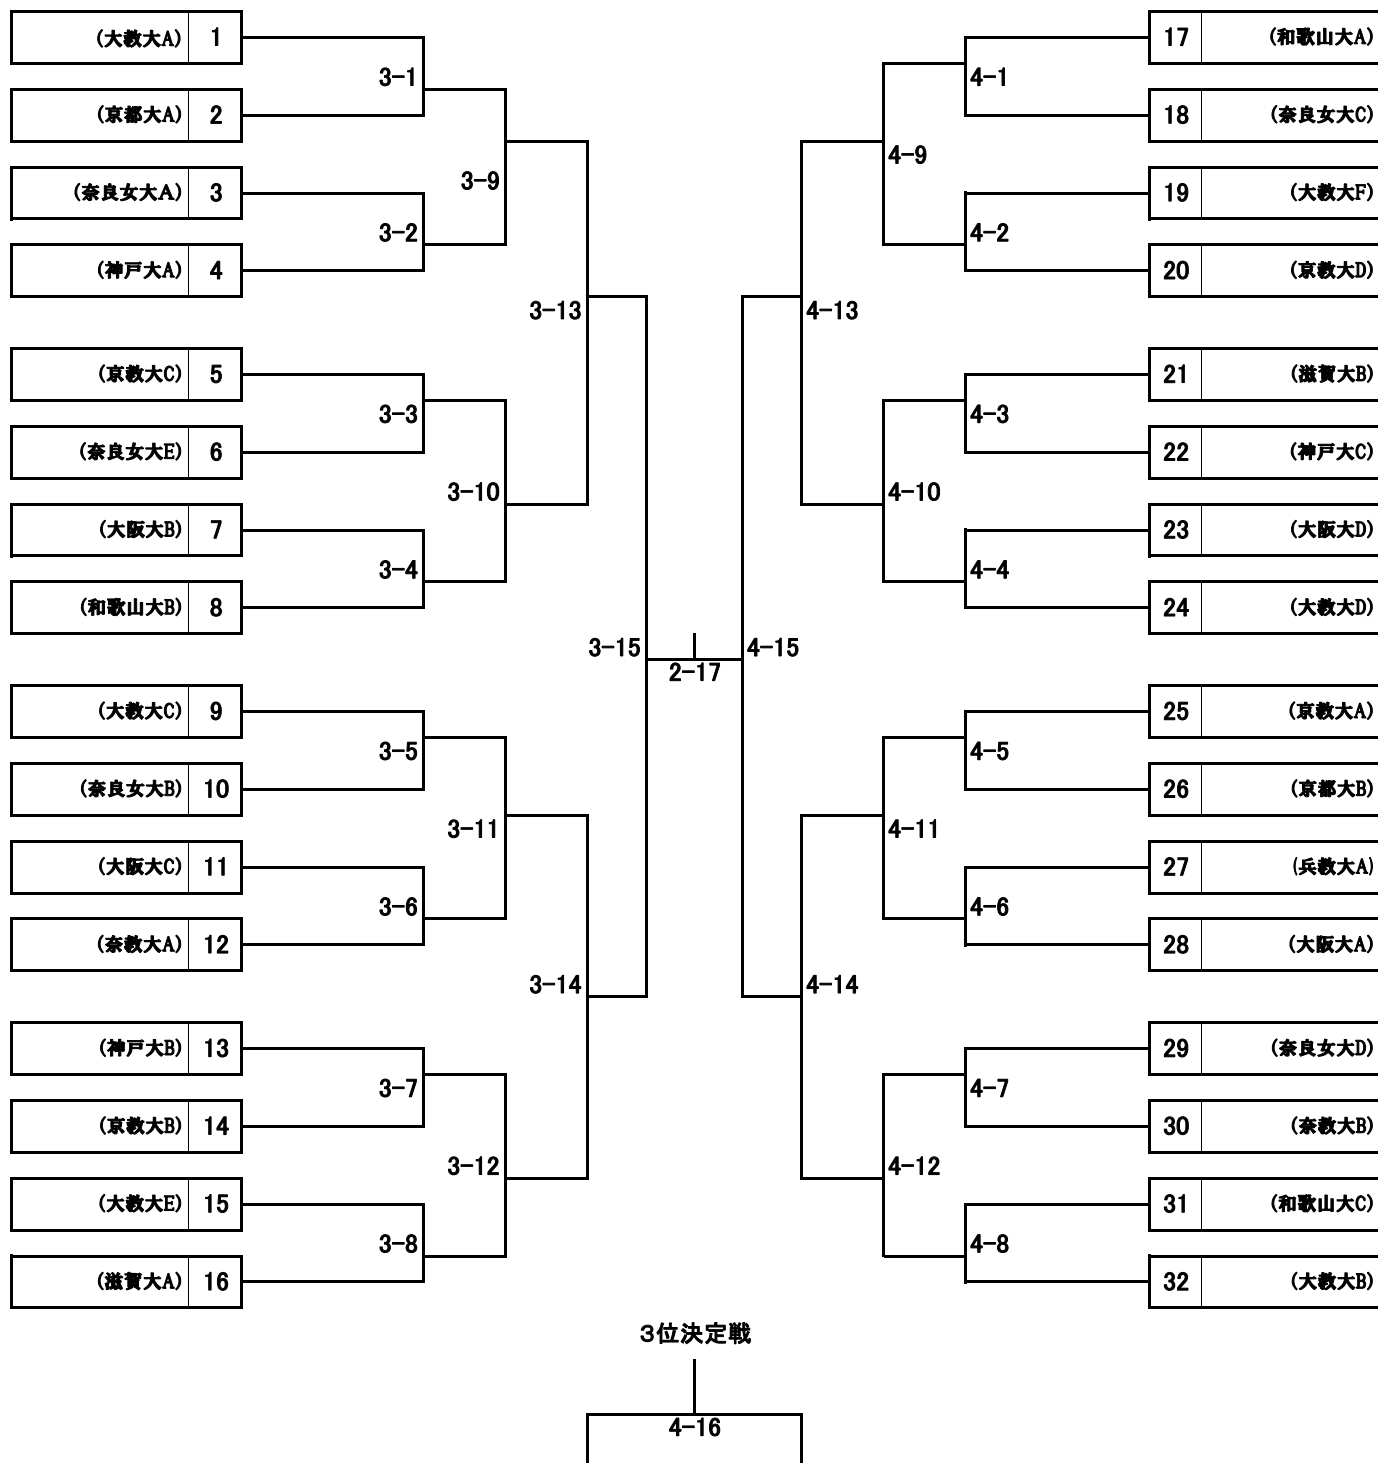 (大教大A) 1
3-1
(京都大A) 2
3-9
(奈良女大A) 3
3-2
(神戸大A) 4
3-13
(京教大C) 5
3-3
(奈良女大E) 6
3-10
(大阪大B) 7
3-4
(和歌山大B) 8
3-15
(大教大C) 9
3-5
(奈良女大B) 10
3-11
(大阪大C) 11
3-6
(奈教大A) 12
3-14
(神戸大B) 13
3-7
(京教大B) 14
3-12
(大教大E) 15
3-8
(滋賀大A) 16
2-17
17 (和歌山大A)
4-1
18 (奈良女大C)
4-9
19 (大教大F)
4-2
20 (京教大D)
4-13
21 (滋賀大B)
4-3
22 (神戸大C)
4-10
23 (大阪大D)
4-4
24 (大教大D)
4-15
25 (京教大A)
4-5
26 (京都大B)
4-11
27 (兵教大A)
4-6
28 (大阪大A)
4-14
29 (奈良女大D)
4-7
30 (奈教大B)
4-12
31 (和歌山大C)
4-8
32 (大教大B)
３位決定戦
4-16